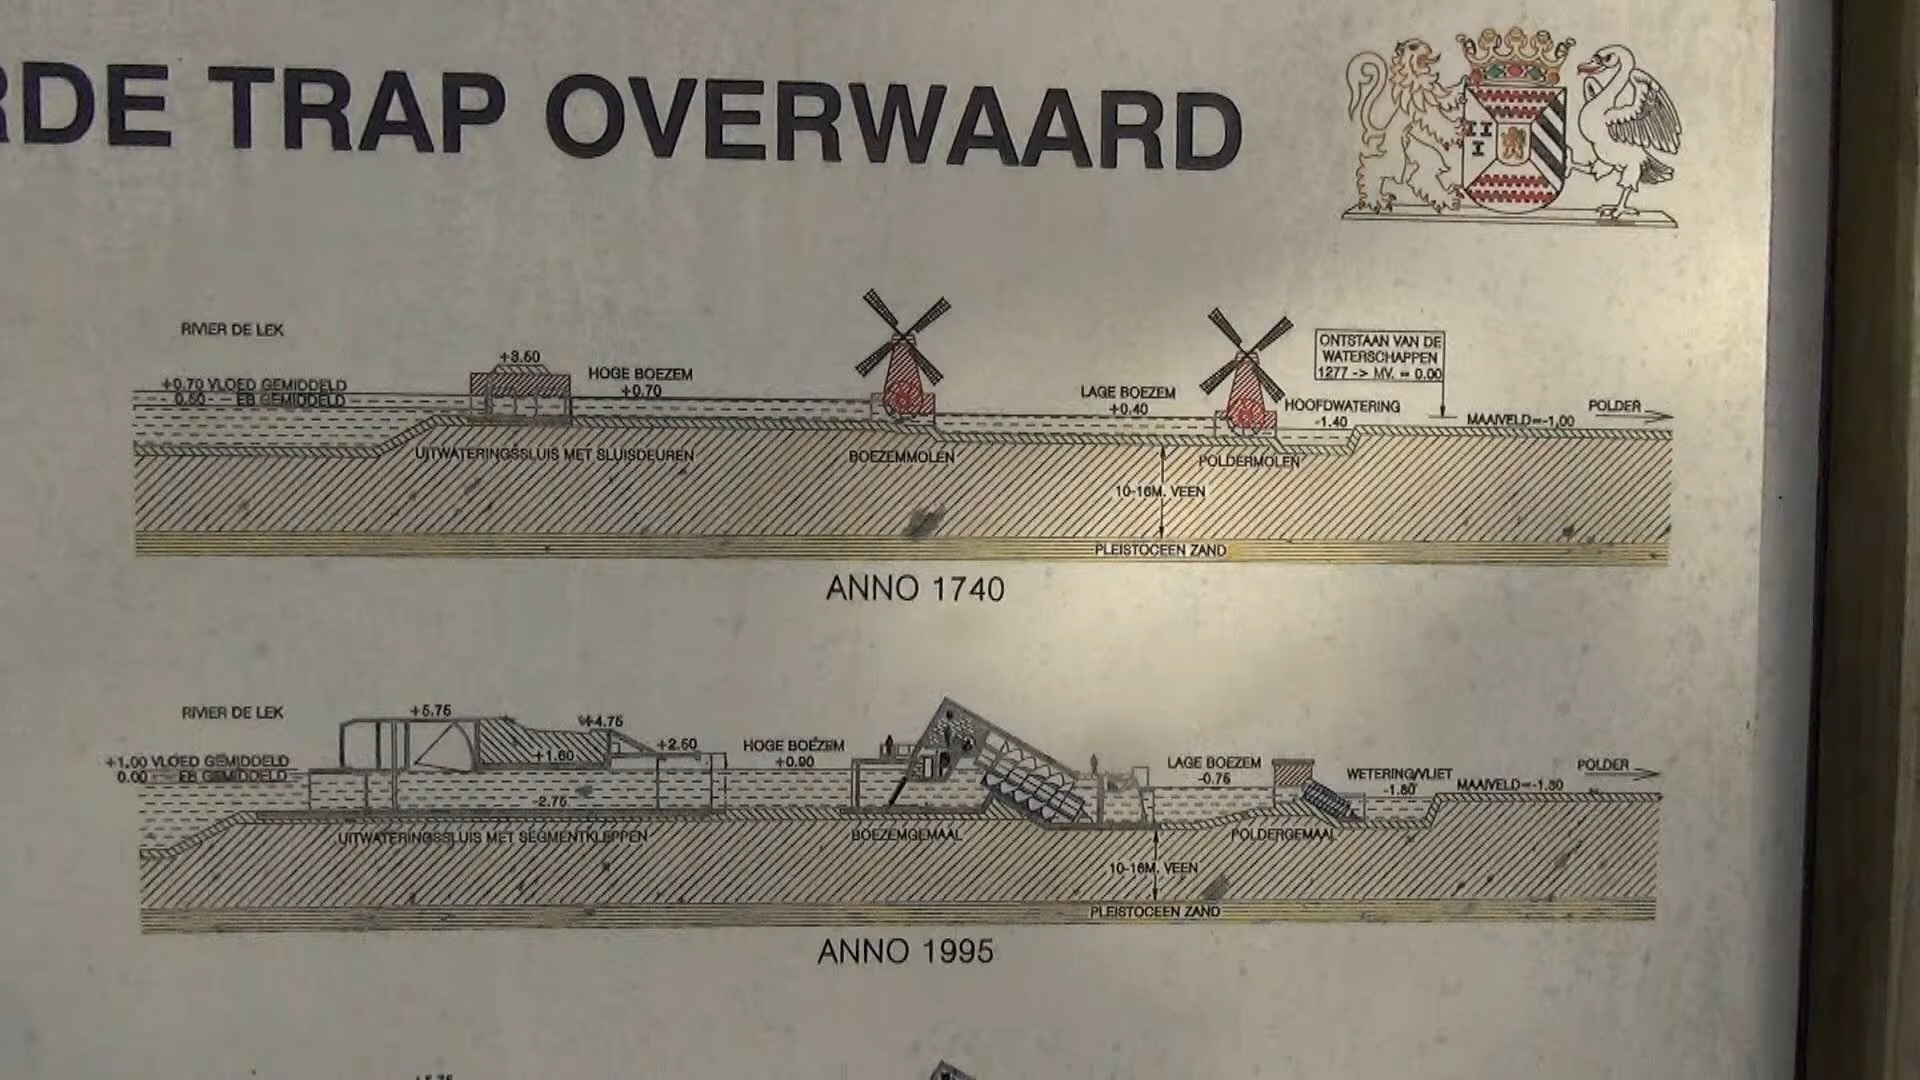 RDE TRAP OVERWAARD
RIVIER DE LEK
+0.70 VLOED GEMIDDELD
0.50 EB GEMIDDELD
+3.50
HOGE BOEZEM
+0.70
LAGE BOEZEM
+0.40
ONTSTAAN VAN DE
WATERSCHAPPEN
1277 -> MV. = 0.00
HOOFDWATERING
-1.40
MAAIVELD=-1,00
POLDER
UITWATERINGSSLUIS MET SLUISDEUREN
BOEZEMMOLEN
POLDERMOLEN
10-16M. VEEN
PLEISTOCEEN ZAND
ANNO 1740
RIVIER DE LEK
+1.00 VLOED GEMIDDELD
0.00 EB GEMIDDELD
+5.75
+4.75
+1.60
+2.60
-2.75
HOGE BOEZEM
+0.90
LAGE BOEZEM
-0.75
WETERING/VLIET
-1.80
MAAIVELD=-1.30
POLDER
UITWATERINGSSLUIS MET SEGMENTKLEPPEN
BOEZEMGEMAAL
POLDERGEMAAL
10-16M. VEEN
PLEISTOCEEN ZAND
ANNO 1995